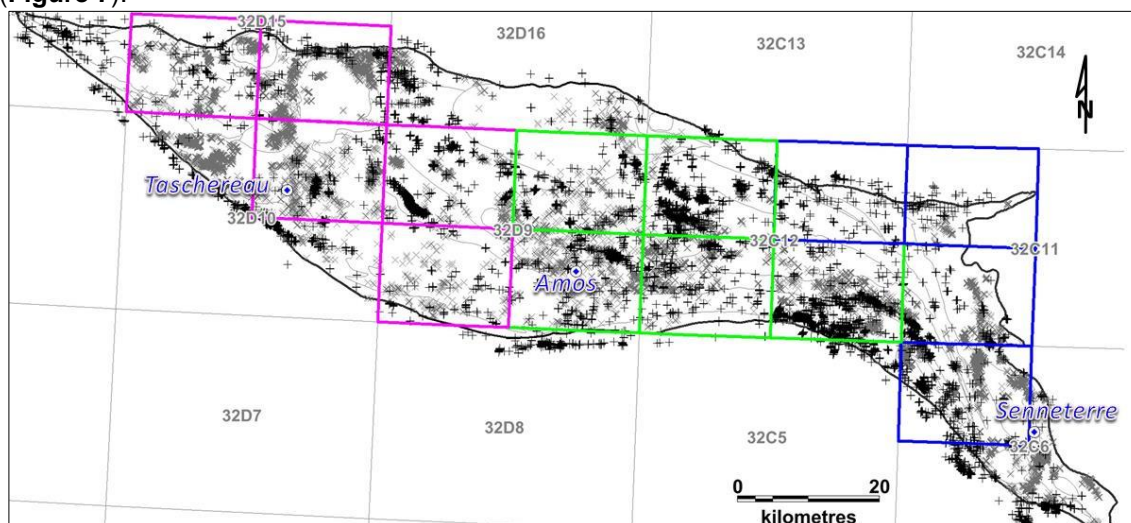 (Figure 7).
32D15
32D16
32C13
32C14
N
Taschereau
32D10
32D9
32C12
32C11
Amos
32D7
32D8
32C5
Senneterre
32C6
0 20
kilometres